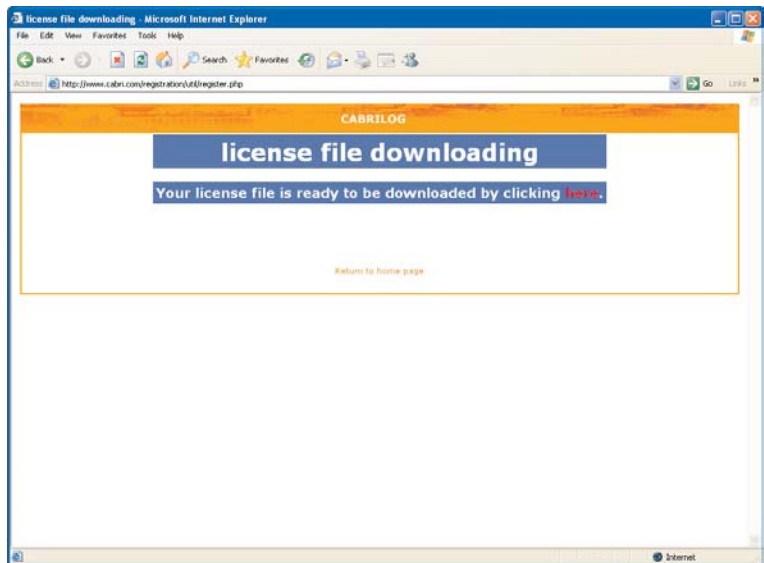 license file downloading - Microsoft Internet Explorer
File Edit View Favorites Tools Help
Back Search Favorites
Address http://www.cabri.com/registration/util/register.php Go Links »
CABRILOG
license file downloading
Your license file is ready to be downloaded by clicking here.
Return to home page
Internet